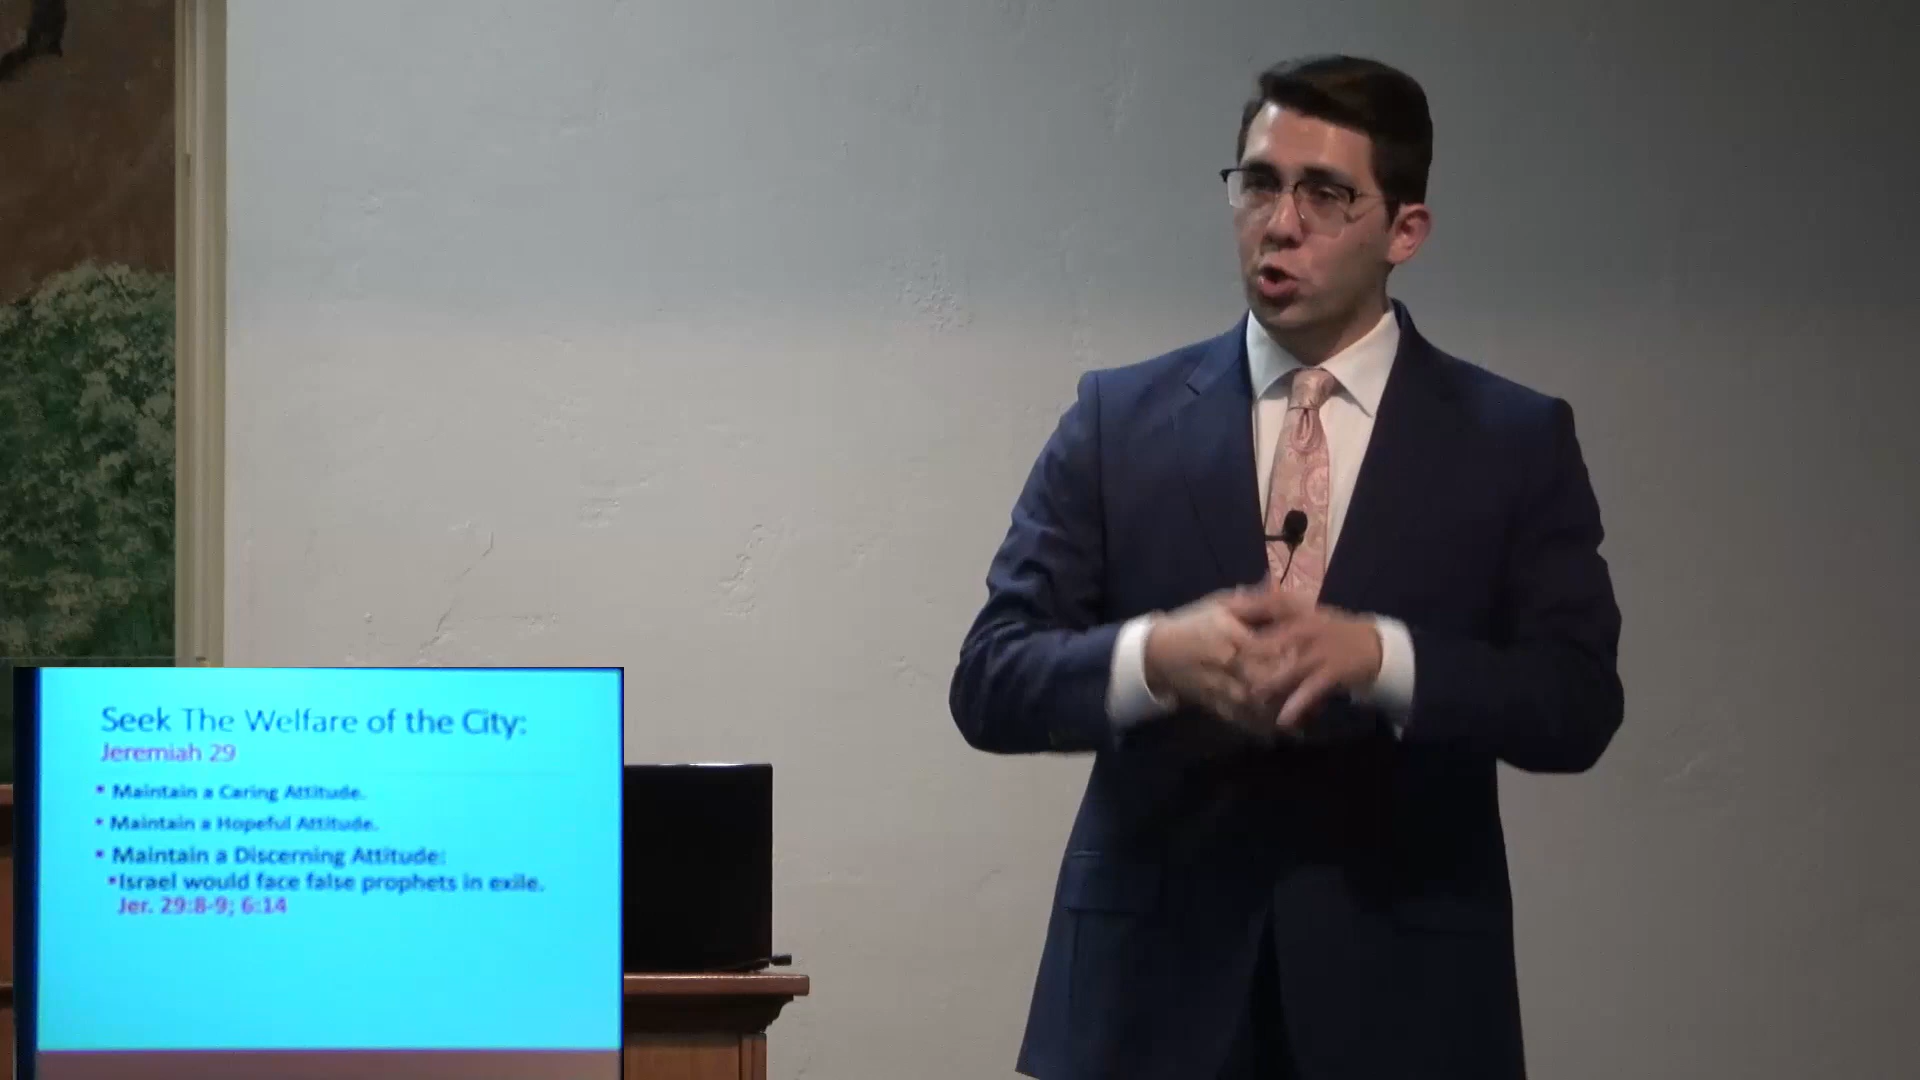 Seek The Welfare of the City:
Jeremiah 29
▪ Maintain a Caring Attitude.
▪ Maintain a Hopeful Attitude.
▪ Maintain a Discerning Attitude:
▪Israel would face false prophets in exile.
Jer. 29:8-9; 6:14